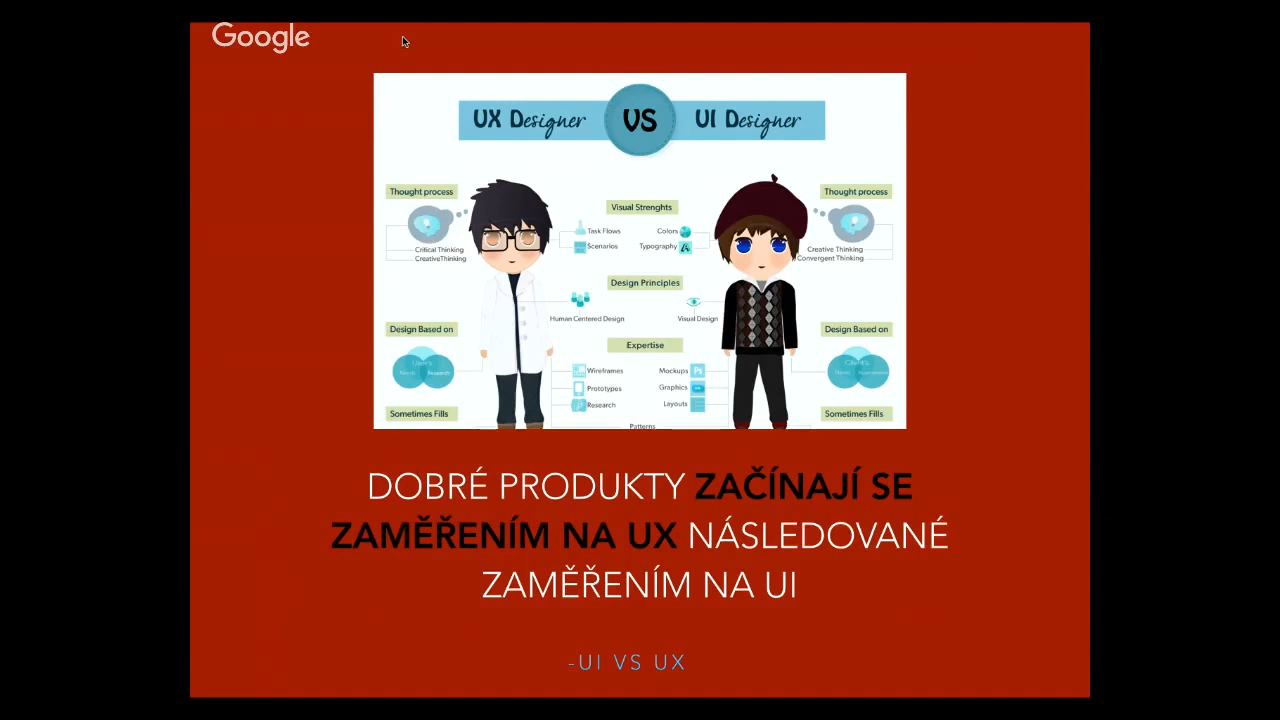 Google
UX Designer VS UI Designer
Thought process
Critical Thinking
CreativeThinking
Visual Strenghts
Task Flows
Scenarios
Colors
Typography
Thought process
Creative Thinking
Convergent Thinking
Design Principles
Human Centered Design
Visual Design
Design Based on
Needs
Research
Expertise
Wireframes
Prototypes
Research
Mockups
Graphics
Layouts
Patterns
Design Based on
Client's
Sometimes Fills
Sometimes Fills
DOBRÉ PRODUKTY ZAČÍNAJÍ SE
ZAMĚŘENÍM NA UX NÁSLEDOVANÉ
ZAMĚŘENÍM NA UI
-UI VS UX